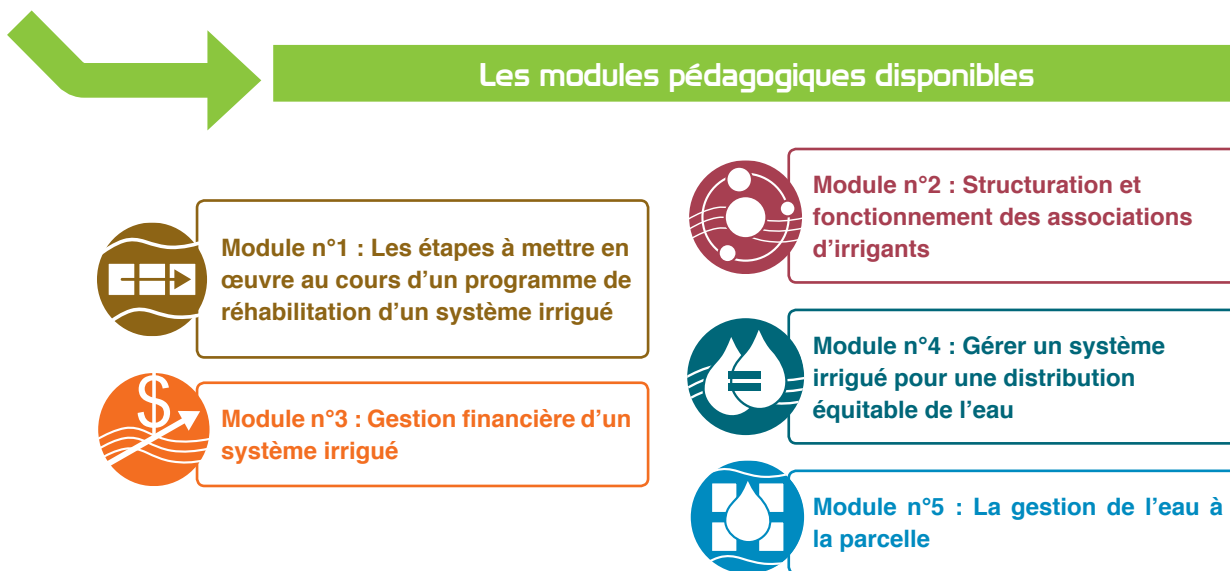 Les modules pédagogiques disponibles
Module n°1 : Les étapes à mettre en
œuvre au cours d’un programme de
réhabilitation d’un système irrigué
Module n°2 : Structuration et
fonctionnement des associations
d’irrigants
$
Module n°3 : Gestion financière d’un
système irrigué
=
Module n°4 : Gérer un système
irrigué pour une distribution
équitable de l’eau
Module n°5 : La gestion de l’eau à
la parcelle